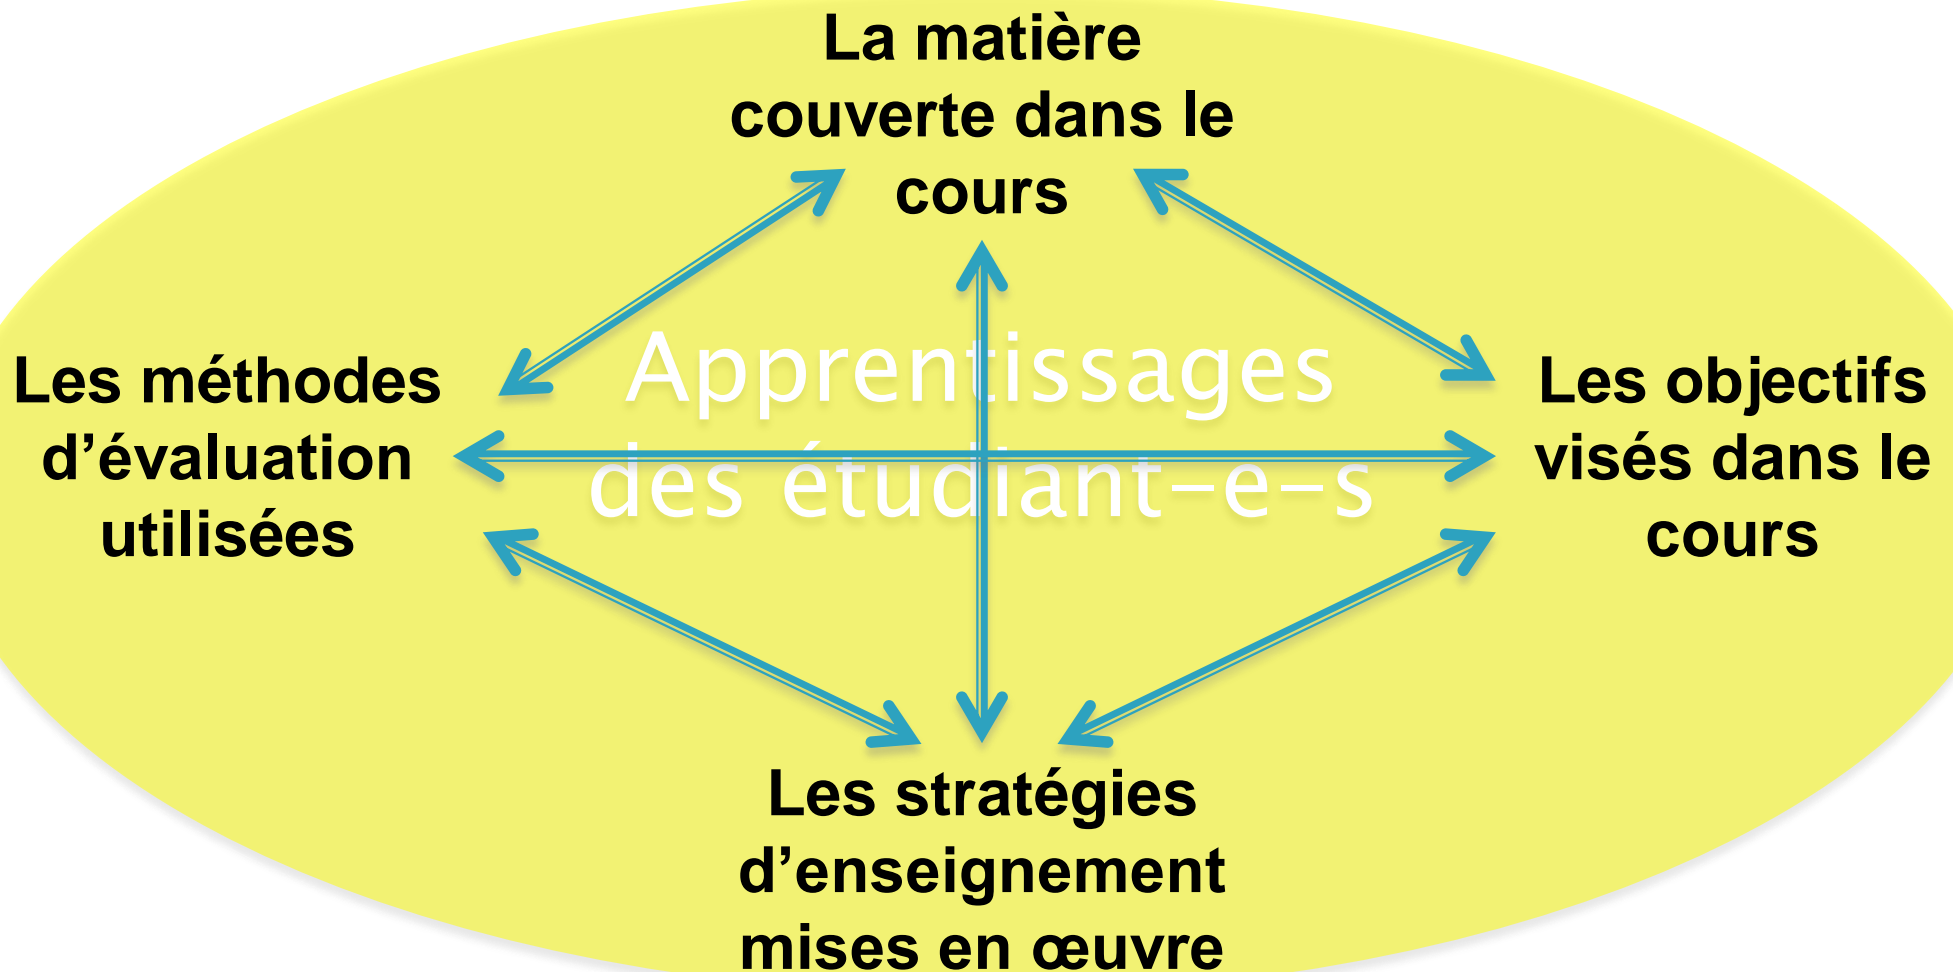 La matière
couverte dans le
cours
Apprentissages
des étudiant-e-s
Les méthodes
d’évaluation
utilisées
Les objectifs
visés dans le
cours
Les stratégies
d’enseignement
mises en œuvre